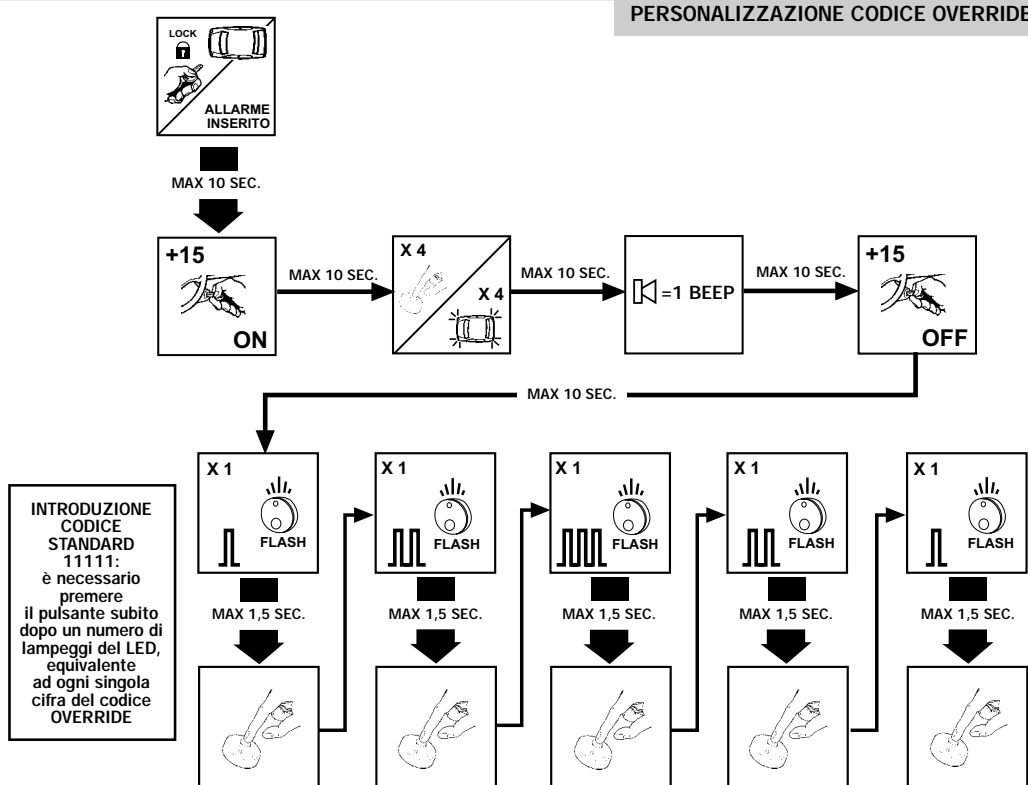 PERSONALIZZAZIONE CODICE OVERRIDE
LOCK
ALLARME
INSERITO
MAX 10 SEC.
+15
ON
MAX 10 SEC.
X 4
X 4
MAX 10 SEC.
=1 BEEP
MAX 10 SEC.
+15
OFF
MAX 10 SEC.
INTRODUZIONE
CODICE
STANDARD
11111:
è necessario
premere
il pulsante subito
dopo un numero di
lampeggi del LED,
equivalente
ad ogni singola
cifra del codice
OVERRIDE
X 1
FLASH
X 1
FLASH
X 1
FLASH
X 1
FLASH
X 1
FLASH
MAX 1,5 SEC.
MAX 1,5 SEC.
MAX 1,5 SEC.
MAX 1,5 SEC.
MAX 1,5 SEC.